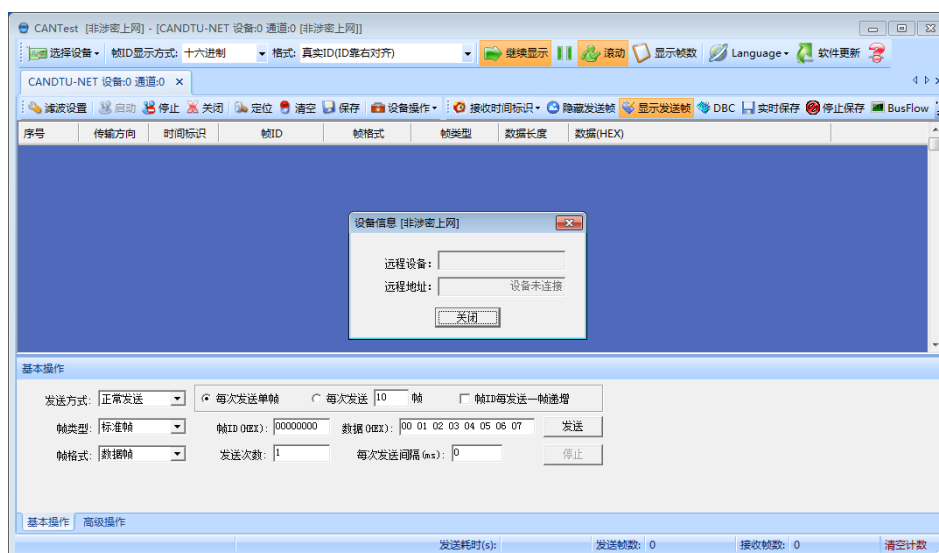 CANTest [非涉密上网] - [CANDTU-NET 设备:0 通道:0 [非涉密上网]]
选择设备 帧ID显示方式: 十六进制 格式: 真实ID(ID靠右对齐) 继续显示 滚动 显示帧数 Language 软件更新
CANDTU-NET 设备:0 通道:0 ×
滤波设置 启动 停止 关闭 定位 清空 保存 设备操作 接收时间标识 隐藏发送帧 显示发送帧 DBC 实时保存 停止保存 BusFlow
序号 传输方向 时间标识 帧ID 帧格式 帧类型 数据长度 数据(HEX)
设备信息 [非涉密上网]
远程设备:
远程地址: 设备未连接
关闭
基本操作
发送方式: 正常发送 每次发送单帧 每次发送 10 帧 帧ID每发送一帧递增
帧类型: 标准帧 帧ID(HEX): 00000000 数据(HEX): 00 01 02 03 04 05 06 07 发送
帧格式: 数据帧 发送次数: 1 每次发送间隔(ms): 0 停止
基本操作 高级操作
发送耗时(s): 发送帧数: 0 接收帧数: 0 清空计数